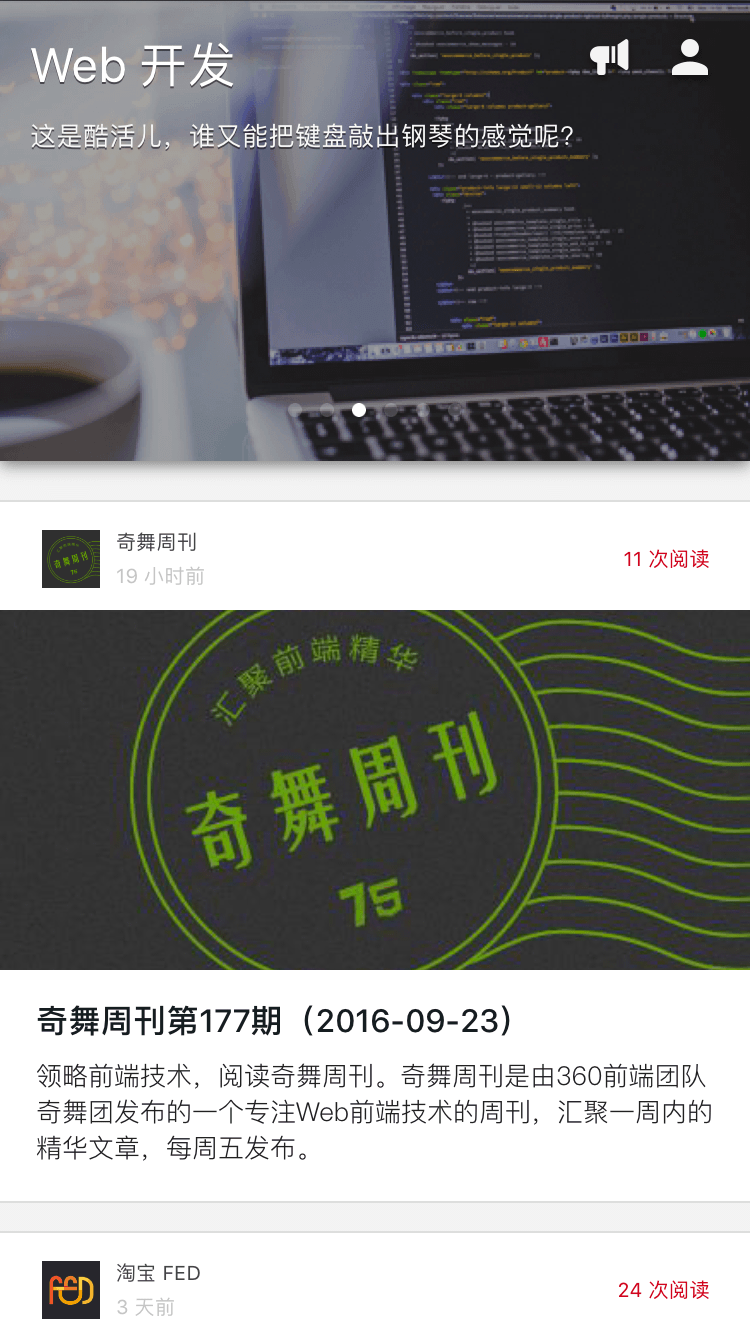 Web 开发
这是酷活儿，谁又能把键盘敲出钢琴的感觉呢？
奇舞周刊
19 小时前
11 次阅读
汇聚前端精华
奇舞周刊
75
奇舞周刊第177期（2016-09-23）
领略前端技术，阅读奇舞周刊。奇舞周刊是由360前端团队
奇舞团发布的一个专注Web前端技术的周刊，汇聚一周内的
精华文章，每周五发布。
FED
淘宝 FED
3 天前
24 次阅读